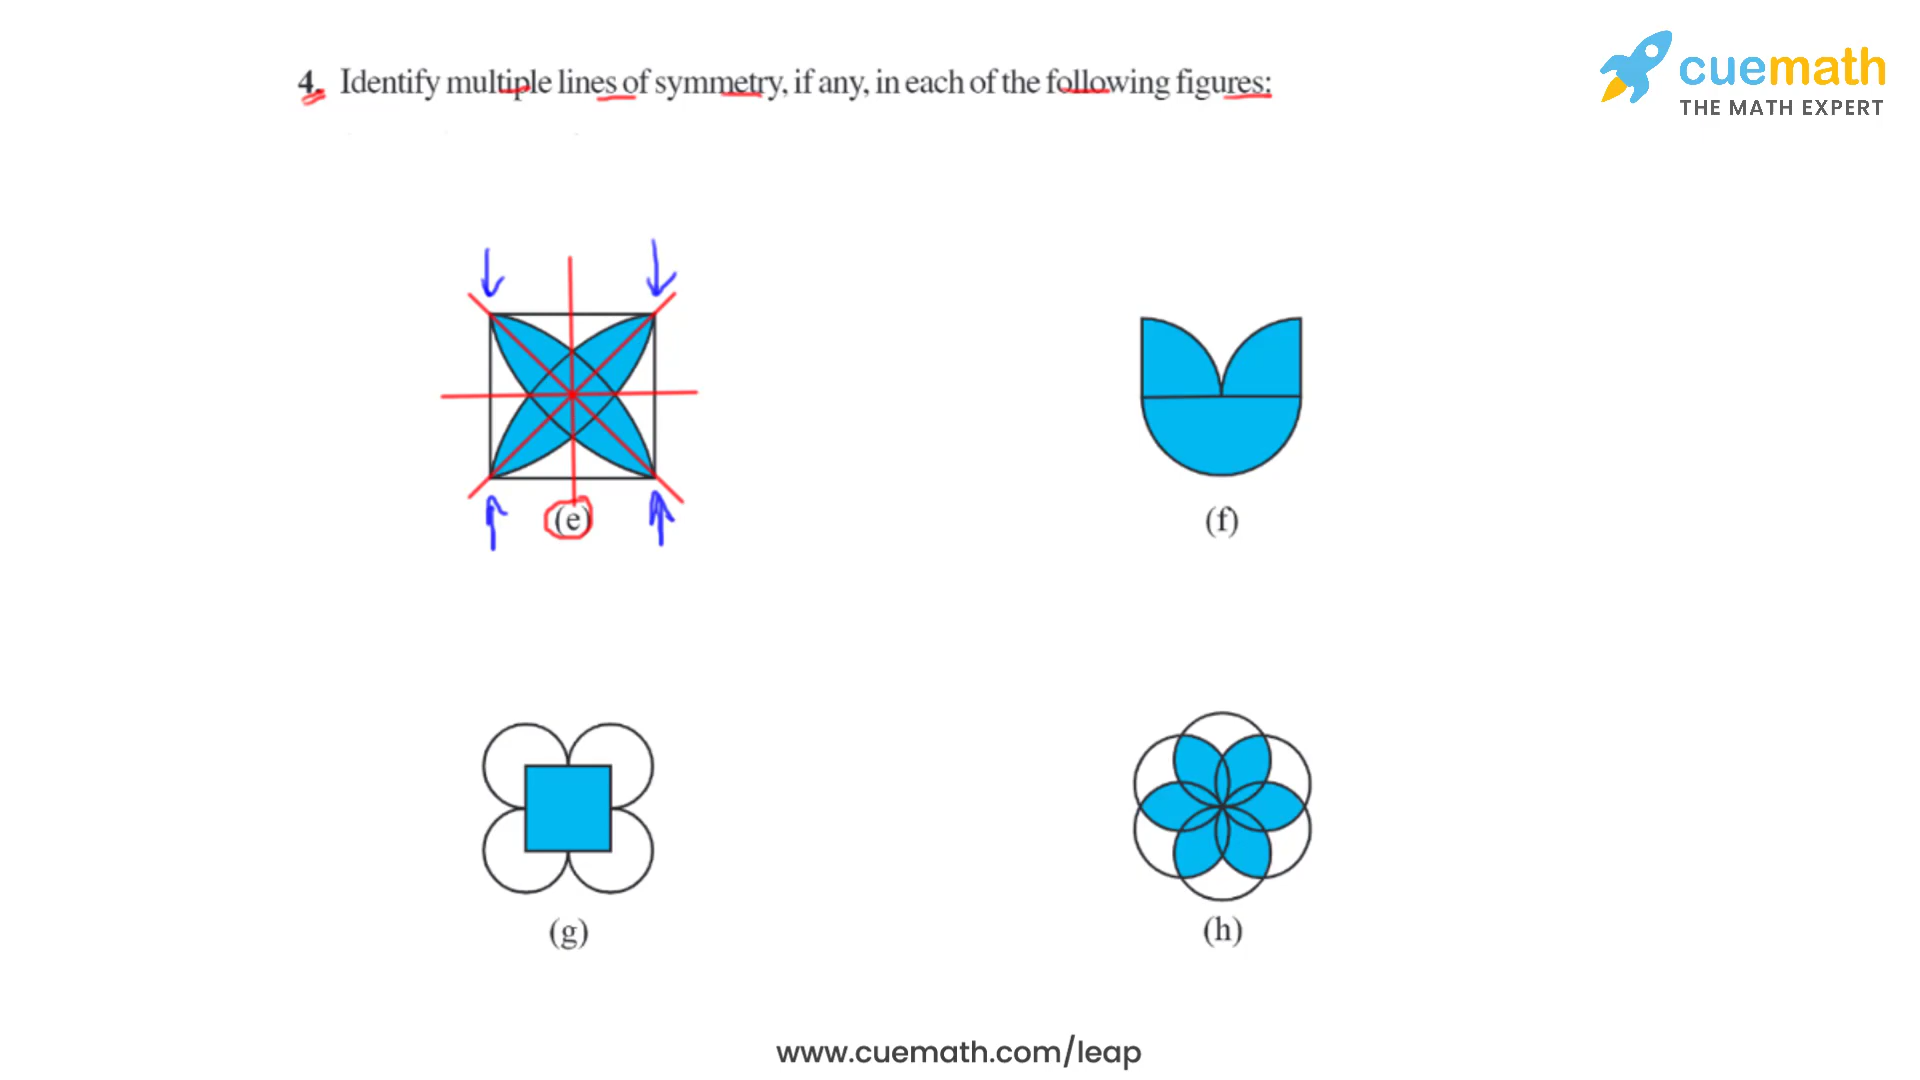 4. Identify multiple lines of symmetry, if any, in each of the following figures:
cuemath
THE MATH EXPERT
(e)
(f)
(g)
(h)
www.cuemath.com/leap